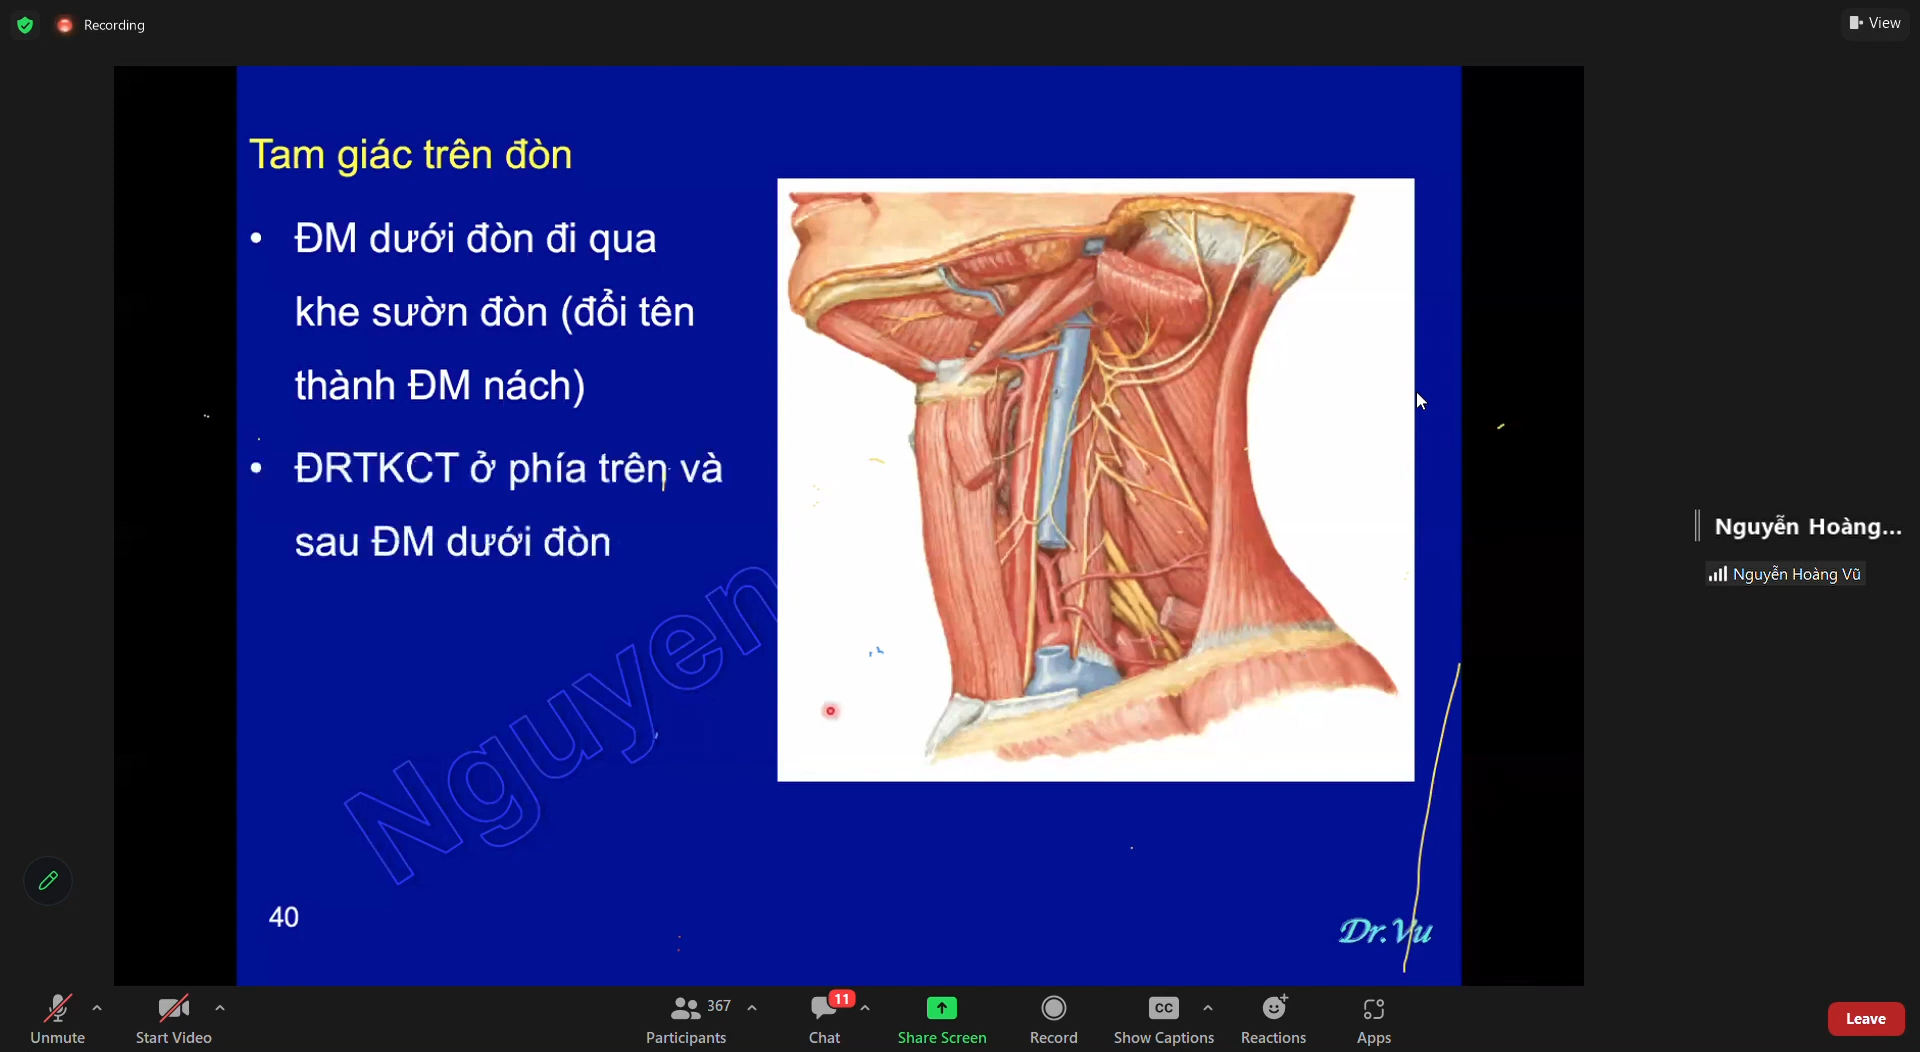 Recording
View
Tam giác trên đòn
• ĐM dưới đòn đi qua
khe sườn đòn (đổi tên
thành ĐM nách)
• ĐRTKCT ở phía trên và
sau ĐM dưới đòn
Nguyen
40
Dr.Vu
Nguyễn Hoàng...
Nguyễn Hoàng Vũ
Unmute
Start Video
367
Participants
11
Chat
Share Screen
Record
CC
Show Captions
Reactions
Apps
Leave